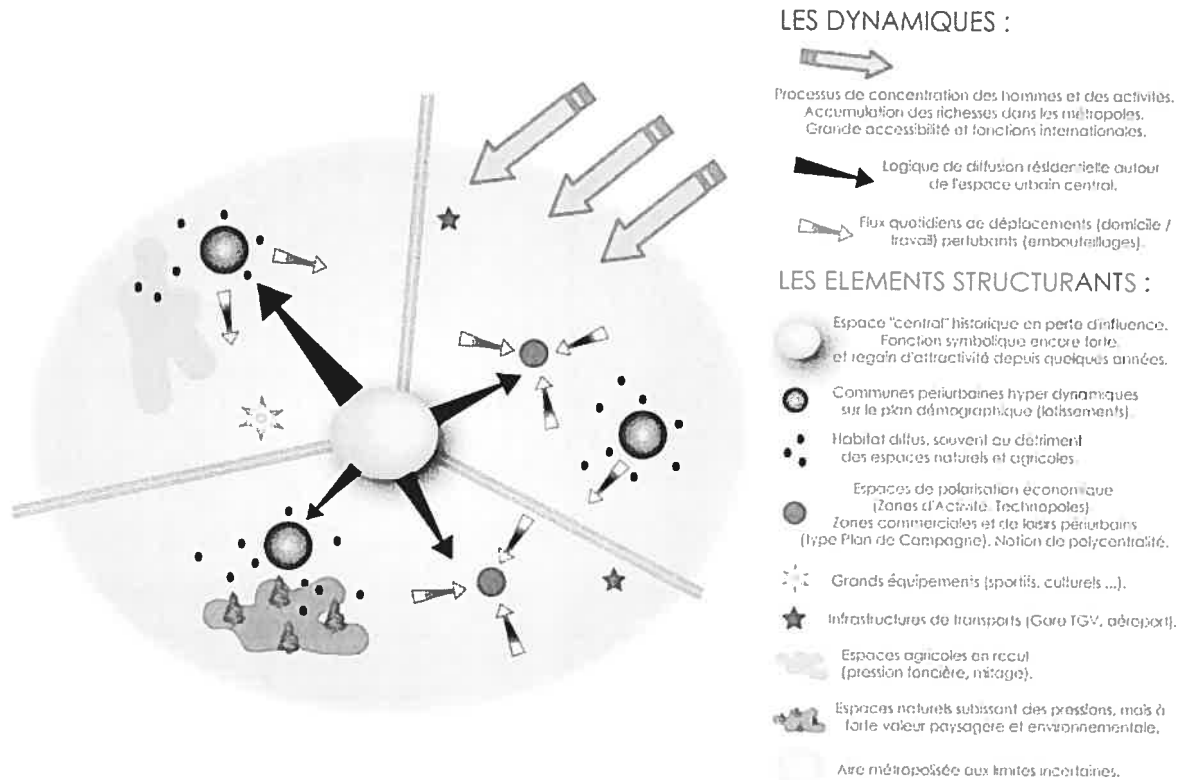 LES DYNAMIQUES :
Processus de concentration des hommes et des activités.
Accumulation des richesses dans les métropoles.
Grande accessibilité et fonctions internationales.
Logique de diffusion résidentielle autour
de l'espace urbain central.
Flux quotidiens de déplacements (domicile /
travail) pertubants (embouteillages).
LES ELEMENTS STRUCTURANTS :
Espace "central" historique en perte d'influence.
Fonction symbolique encore forte
et regain d'attractivité depuis quelques années.
Communes périurbaines hyper dynamiques
sur le plan démographique (lotissements).
Habitat diffus, souvent au détriment
des espaces naturels et agricoles.
Espaces de polarisation économique
(Zones d'Activité, Technopoles)
Zones commerciales et de loisirs périurbains
(type Plan de Campagne). Notion de polycentralité.
Grands équipements (sportifs, culturels ...).
Infrastructures de transports (Gare TGV, aéroport).
Espaces agricoles en recul
(pression foncière, mitage).
Espaces naturels subissant des pressions, mais à
forte valeur paysagère et environnementale.
Aire métropolisée aux limites incertaines.